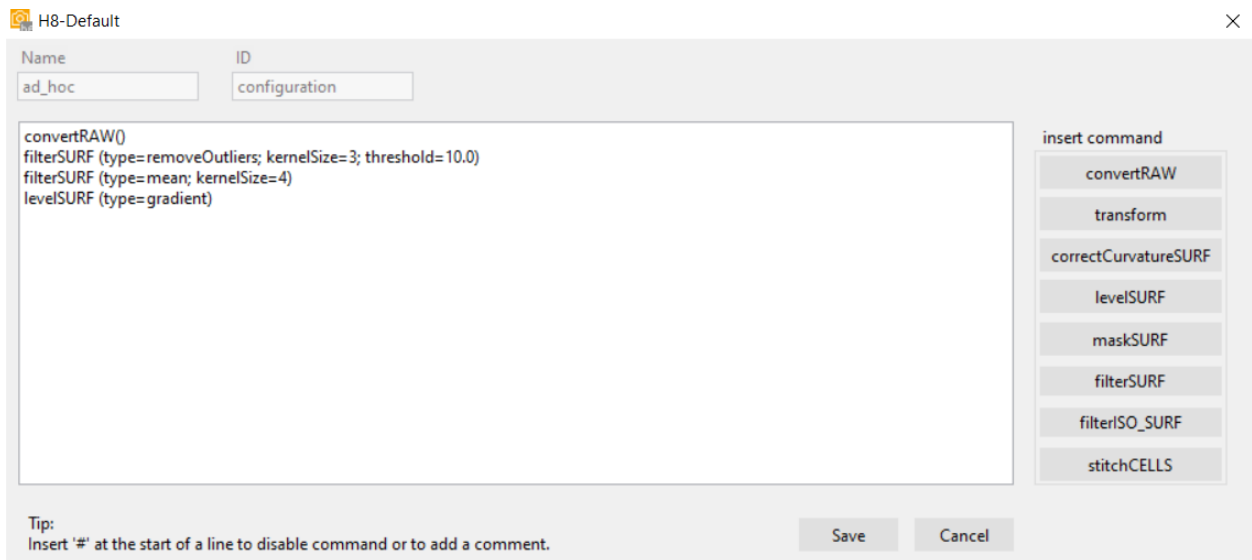 H8-Default
Name
ID
ad_hoc
configuration
convertRAW()
filterSURF (type=removeOutliers; kernelSize=3; threshold=10.0)
filterSURF (type=mean; kernelSize=4)
levelSURF (type=gradient)
insert command
convertRAW
transform
correctCurvatureSURF
levelSURF
maskSURF
filterSURF
filterISO_SURF
stitchCELLS
Tip:
Insert '#' at the start of a line to disable command or to add a comment.
Save
Cancel